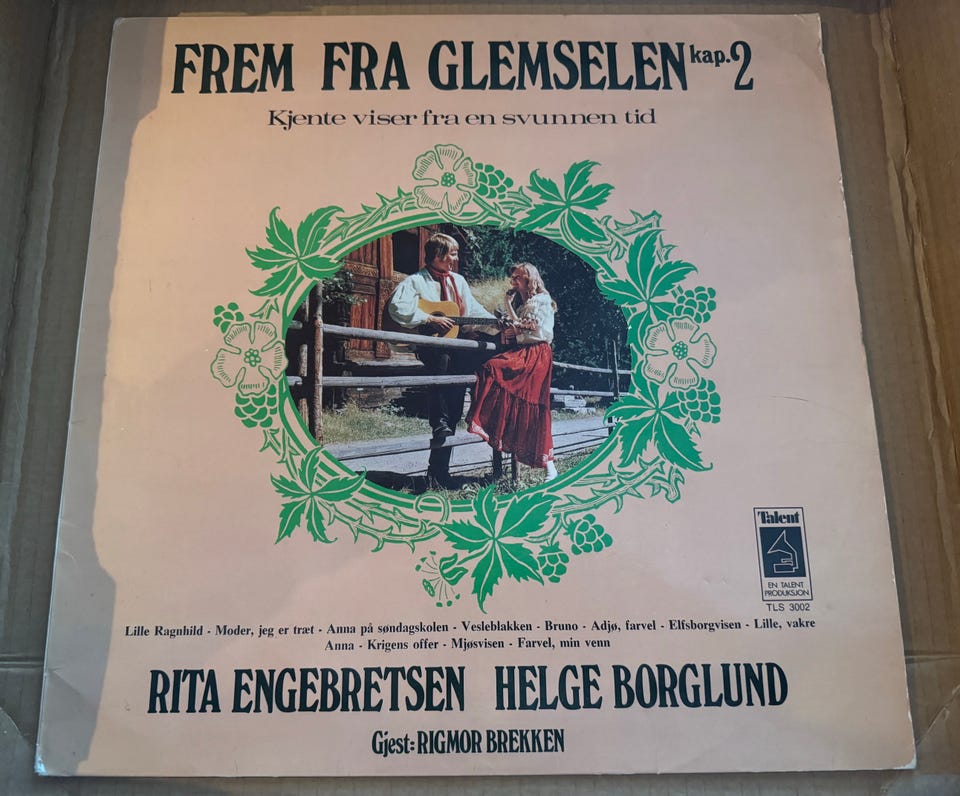 FREM FRA GLEMSELEN kap.2
Kjente viser fra en svunnen tid
Talent
EN TALENT
PRODUKSJON
TLS 3002
Lille Ragnhild - Moder, jeg er træt - Anna på søndagskolen - Vesleblakken - Bruno - Adjø, farvel - Elfsborgvisen - Lille, vakre
Anna - Krigens offer - Mjøsvisen - Farvel, min venn
RITA ENGEBRETSEN HELGE BORGLUND
Gjest: RIGMOR BREKKEN